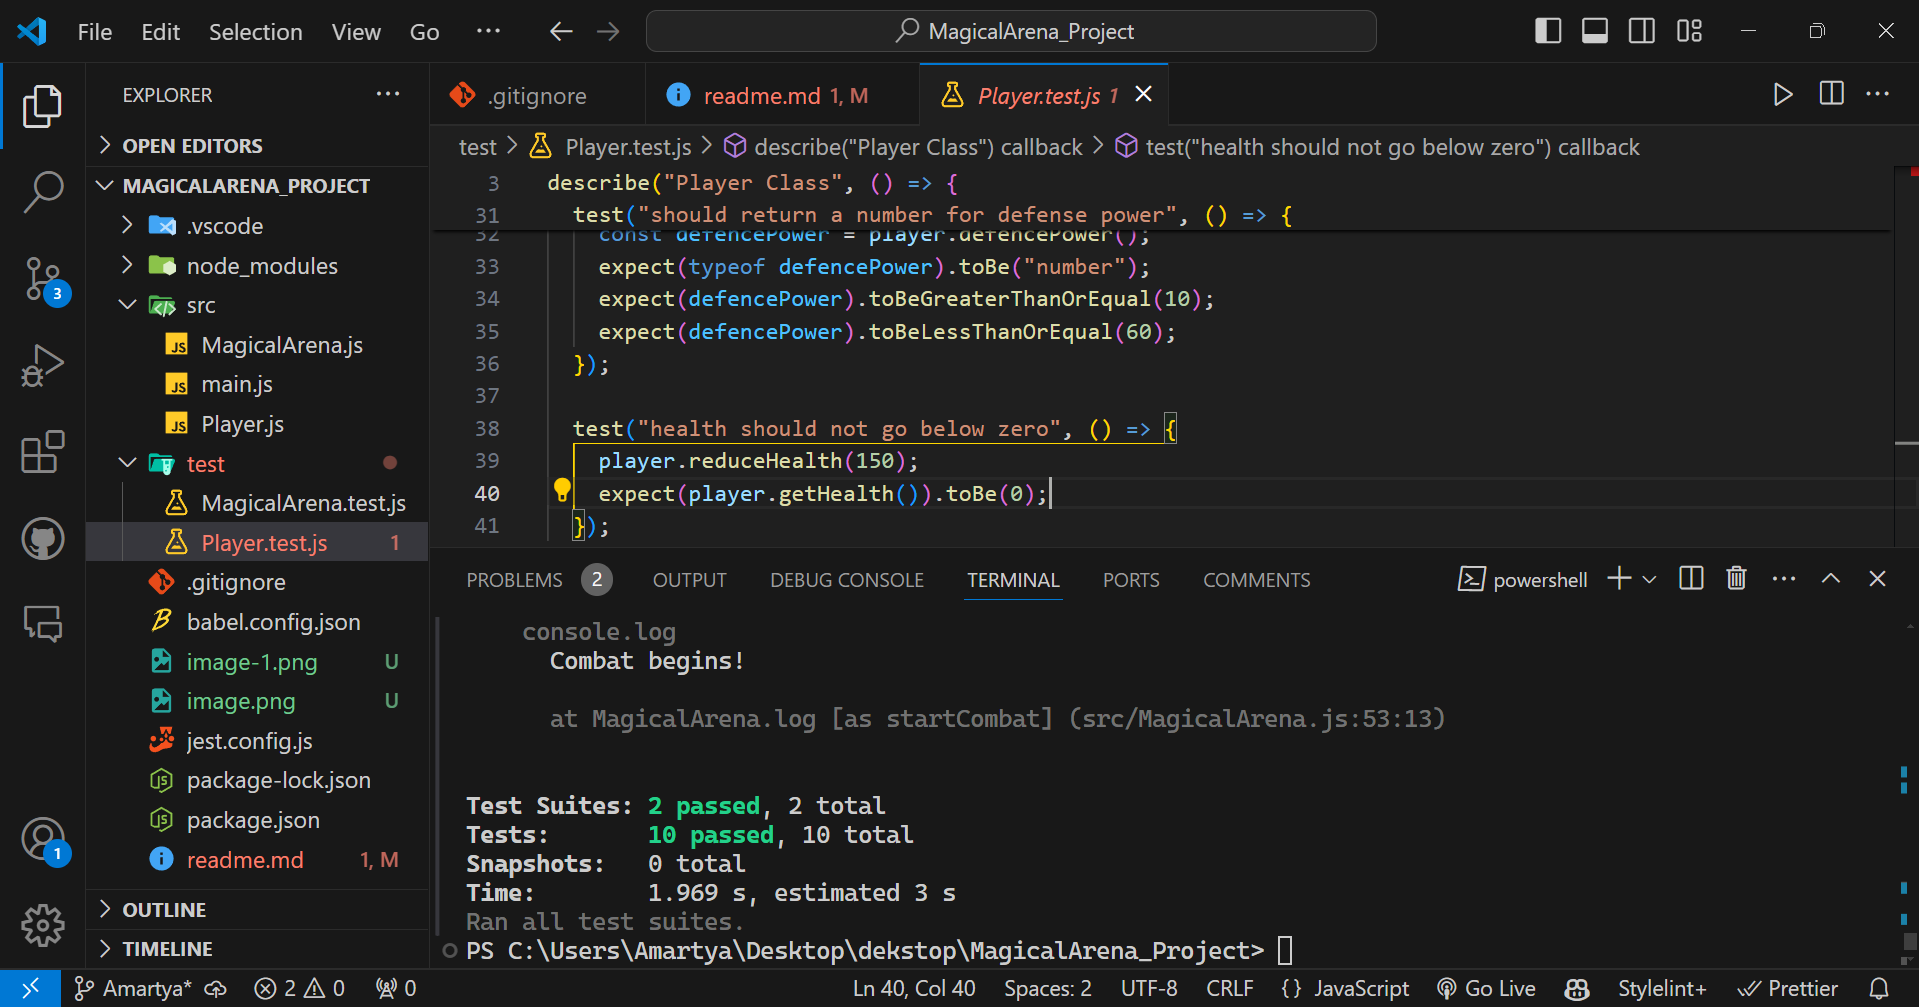 File Edit Selection View Go ··· MagicalArena_Project
EXPLORER
OPEN EDITORS
MAGICALARENA_PROJECT
.vscode
node_modules
src
MagicalArena.js
main.js
Player.js
test
MagicalArena.test.js
Player.test.js 1
.gitignore
babel.config.json
image-1.png U
image.png U
jest.config.js
package-lock.json
package.json
readme.md 1, M
OUTLINE
TIMELINE
3
1
.gitignore readme.md 1, M Player.test.js 1
test > Player.test.js > describe("Player Class") callback > test("health should not go below zero") callback
3 describe("Player Class", () => {
31 test("should return a number for defense power", () => {
32 const defencePower = player.defencePower();
33 expect(typeof defencePower).toBe("number");
34 expect(defencePower).toBeGreaterThanOrEqual(10);
35 expect(defencePower).toBeLessThanOrEqual(60);
36 });
37
38 test("health should not go below zero", () => {
39 player.reduceHealth(150);
40 expect(player.getHealth()).toBe(0);
41 });
PROBLEMS 2 OUTPUT DEBUG CONSOLE TERMINAL PORTS COMMENTS powershell
console.log
Combat begins!
at MagicalArena.log [as startCombat] (src/MagicalArena.js:53:13)
Test Suites: 2 passed, 2 total
Tests: 10 passed, 10 total
Snapshots: 0 total
Time: 1.969 s, estimated 3 s
Ran all test suites.
PS C:\Users\Amartya\Desktop\dekstop\MagicalArena_Project>
Amartya* 2 0 0 Ln 40, Col 40 Spaces: 2 UTF-8 CRLF {} JavaScript Go Live Stylelint+ Prettier